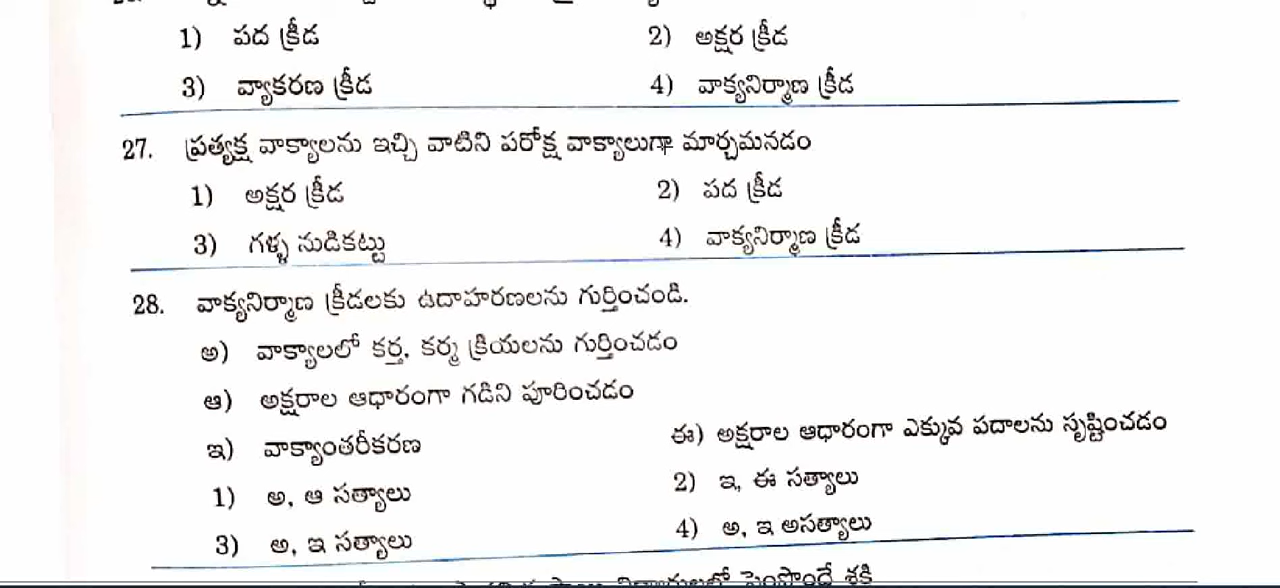 1) పద క్రీడ 2) అక్షర క్రీడ
3) వ్యాకరణ క్రీడ 4) వాక్యనిర్మాణ క్రీడ
27. ప్రత్యక్ష వాక్యాలను ఇచ్చి వాటిని పరోక్ష వాక్యాలుగా మార్చమనడం
1) అక్షర క్రీడ 2) పద క్రీడ
3) గళ్ళ నుడికట్టు 4) వాక్యనిర్మాణ క్రీడ
28. వాక్యనిర్మాణ క్రీడలకు ఉదాహరణలను గుర్తించండి.
అ) వాక్యాలలో కర్త, కర్మ క్రియలను గుర్తించడం
ఆ) అక్షరాల ఆధారంగా గడిని పూరించడం
ఇ) వాక్యాంతరీకరణ ఈ) అక్షరాల ఆధారంగా ఎక్కువ పదాలను సృష్టించడం
1) అ, ఆ సత్యాలు 2) ఇ, ఈ సత్యాలు
3) అ, ఇ సత్యాలు 4) అ, ఇ అసత్యాలు
పెంపొందే శక్తి